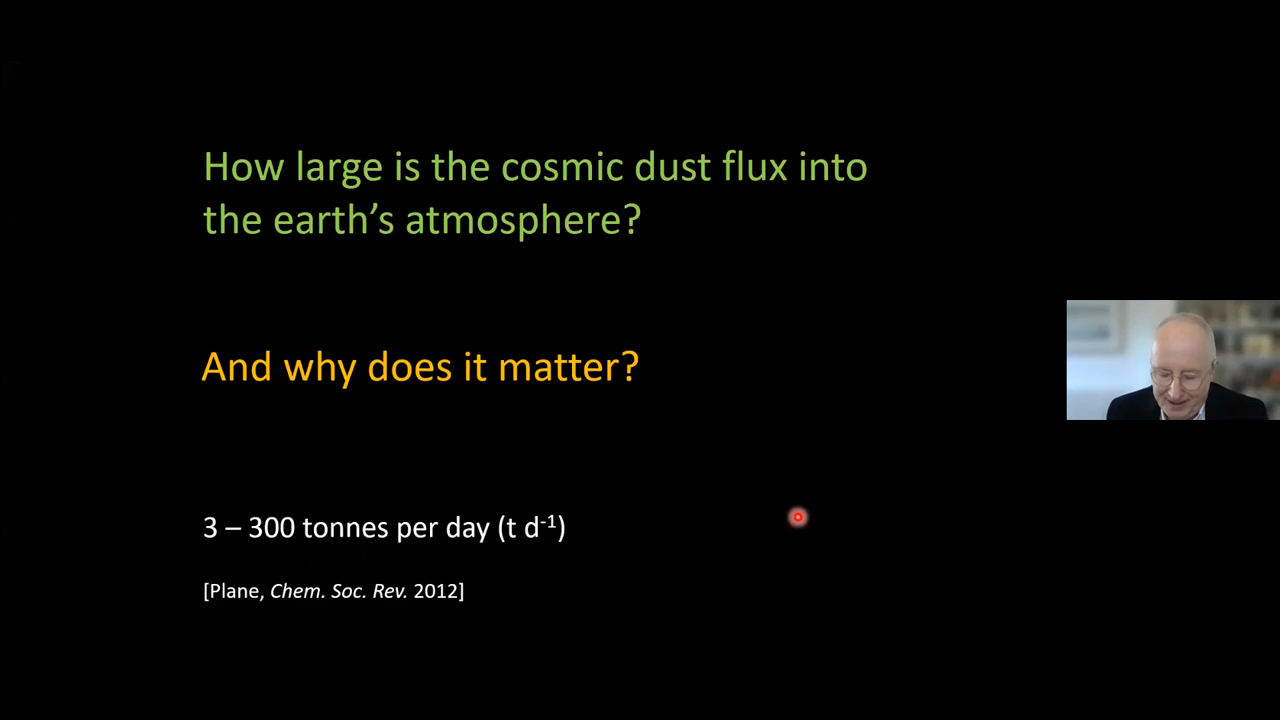 How large is the cosmic dust flux into
the earth’s atmosphere?
And why does it matter?
3 – 300 tonnes per day (t d⁻¹)
[Plane, Chem. Soc. Rev. 2012]